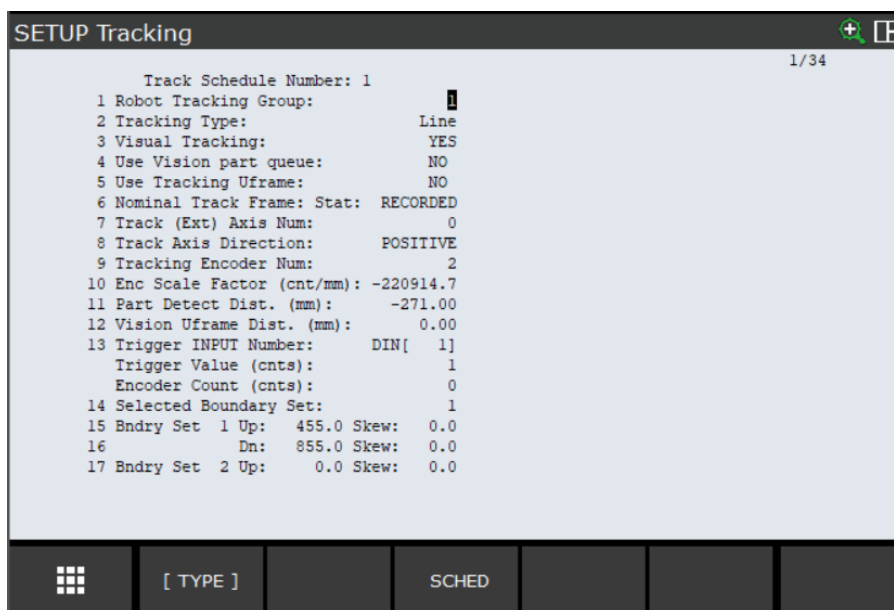 SETUP Tracking
1/34
Track Schedule Number: 1
1 Robot Tracking Group: 1
2 Tracking Type: Line
3 Visual Tracking: YES
4 Use Vision part queue: NO
5 Use Tracking Uframe: NO
6 Nominal Track Frame: Stat: RECORDED
7 Track (Ext) Axis Num: 0
8 Track Axis Direction: POSITIVE
9 Tracking Encoder Num: 2
10 Enc Scale Factor (cnt/mm): -220914.7
11 Part Detect Dist. (mm): -271.00
12 Vision Uframe Dist. (mm): 0.00
13 Trigger INPUT Number: DIN[ 1]
Trigger Value (cnts): 1
Encoder Count (cnts): 0
14 Selected Boundary Set: 1
15 Bndry Set 1 Up: 455.0 Skew: 0.0
16 Dn: 855.0 Skew: 0.0
17 Bndry Set 2 Up: 0.0 Skew: 0.0
[ TYPE ] SCHED